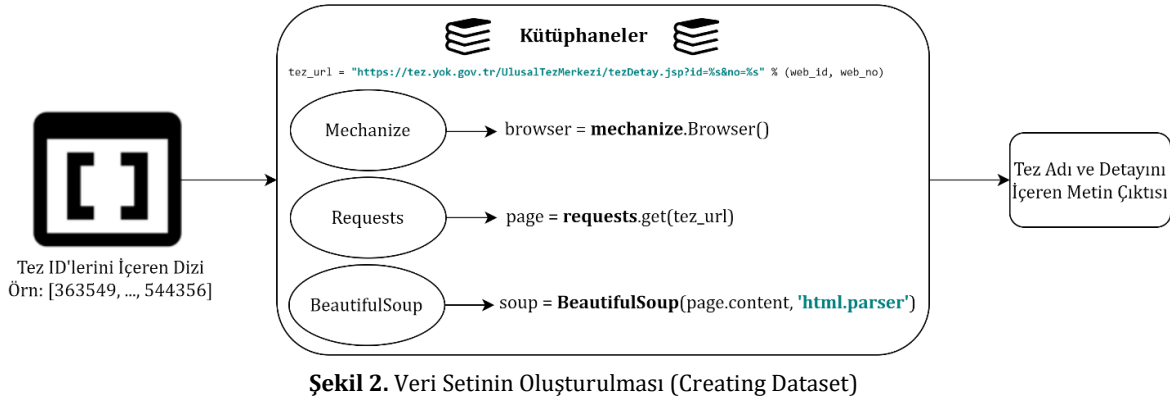 Kütüphaneler
tez_url = "https://tez.yok.gov.tr/UlusalTezMerkezi/tezDetay.jsp?id=%s&no=%s" % (web_id, web_no)
Mechanize
browser = mechanize.Browser()
Requests
page = requests.get(tez_url)
BeautifulSoup
soup = BeautifulSoup(page.content, 'html.parser')
Tez ID'lerini İçeren Dizi
Örn: [363549, ..., 544356]
Tez Adı ve Detayını
İçeren Metin Çıktısı
Şekil 2. Veri Setinin Oluşturulması (Creating Dataset)